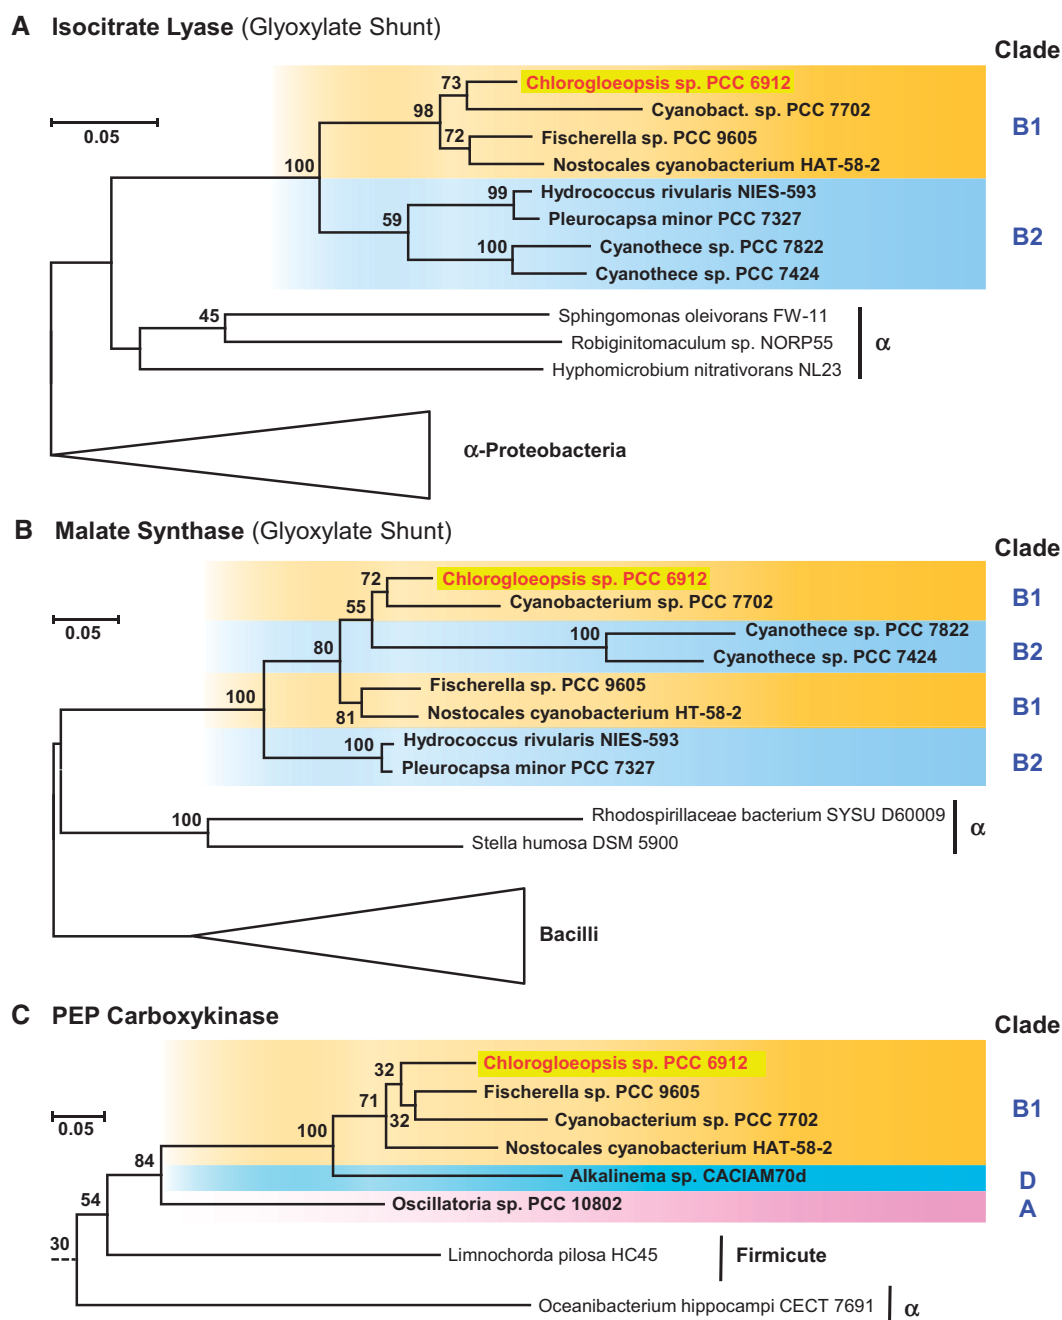 A Isocitrate Lyase (Glyoxylate Shunt)
Clade
73
Chlorogloeopsis sp. PCC 6912
98
Cyanobact. sp. PCC 7702
0.05
B1
72
Fischerella sp. PCC 9605
100
Nostocales cyanobacterium HAT-58-2
99
Hydrococcus rivularis NIES-593
59
Pleurocapsa minor PCC 7327
B2
100
Cyanothece sp. PCC 7822
Cyanothece sp. PCC 7424
45
Sphingomonas oleivorans FW-11
Robiginitomaculum sp. NORP55
α
Hyphomicrobium nitrativorans NL23
α-Proteobacteria
B Malate Synthase (Glyoxylate Shunt)
Clade
72
Chlorogloeopsis sp. PCC 6912
55
Cyanobacterium sp. PCC 7702
B1
0.05
100
Cyanothece sp. PCC 7822
80
Cyanothece sp. PCC 7424
B2
100
Fischerella sp. PCC 9605
81
Nostocales cyanobacterium HT-58-2
B1
100
Hydrococcus rivularis NIES-593
Pleurocapsa minor PCC 7327
B2
100
Rhodospirillaceae bacterium SYSU D60009
Stella humosa DSM 5900
α
Bacilli
C PEP Carboxykinase
Clade
32
Chlorogloeopsis sp. PCC 6912
71
Fischerella sp. PCC 9605
B1
0.05
32
Cyanobacterium sp. PCC 7702
100
Nostocales cyanobacterium HAT-58-2
84
Alkalinema sp. CACIAM70d
D
54
Oscillatoria sp. PCC 10802
A
30
Limnochorda pilosa HC45
Firmicute
Oceanibacterium hippocampi CECT 7691
α